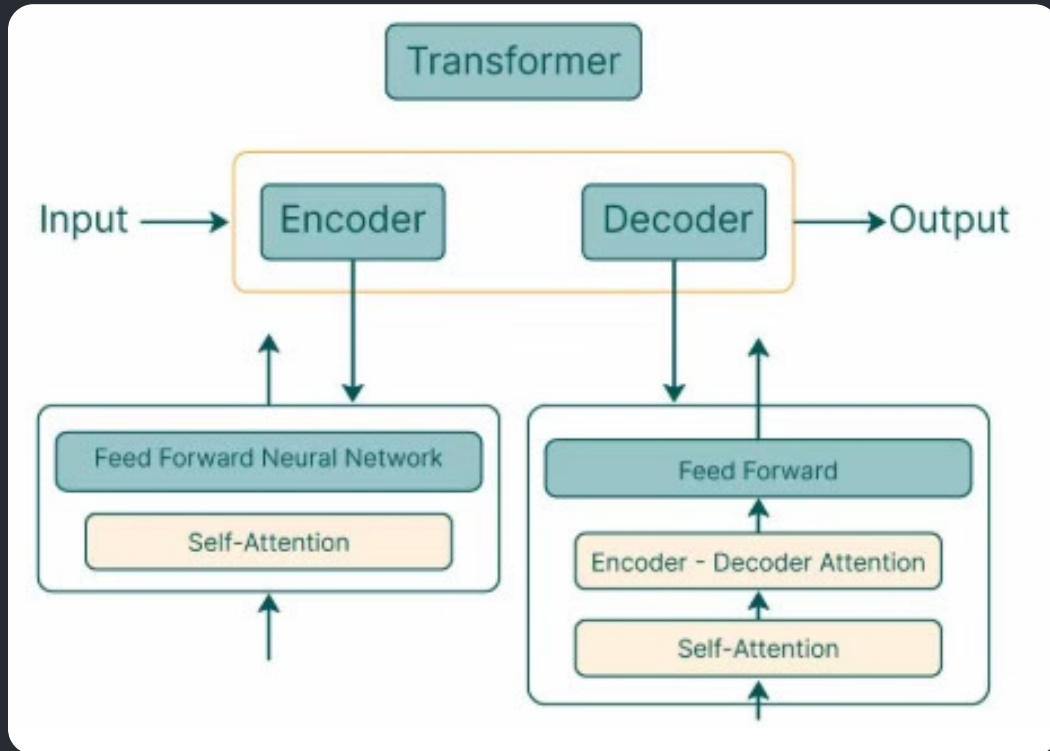 Transformer
Input
Encoder
Decoder
Output
Feed Forward Neural Network
Self-Attention
Feed Forward
Encoder - Decoder Attention
Self-Attention